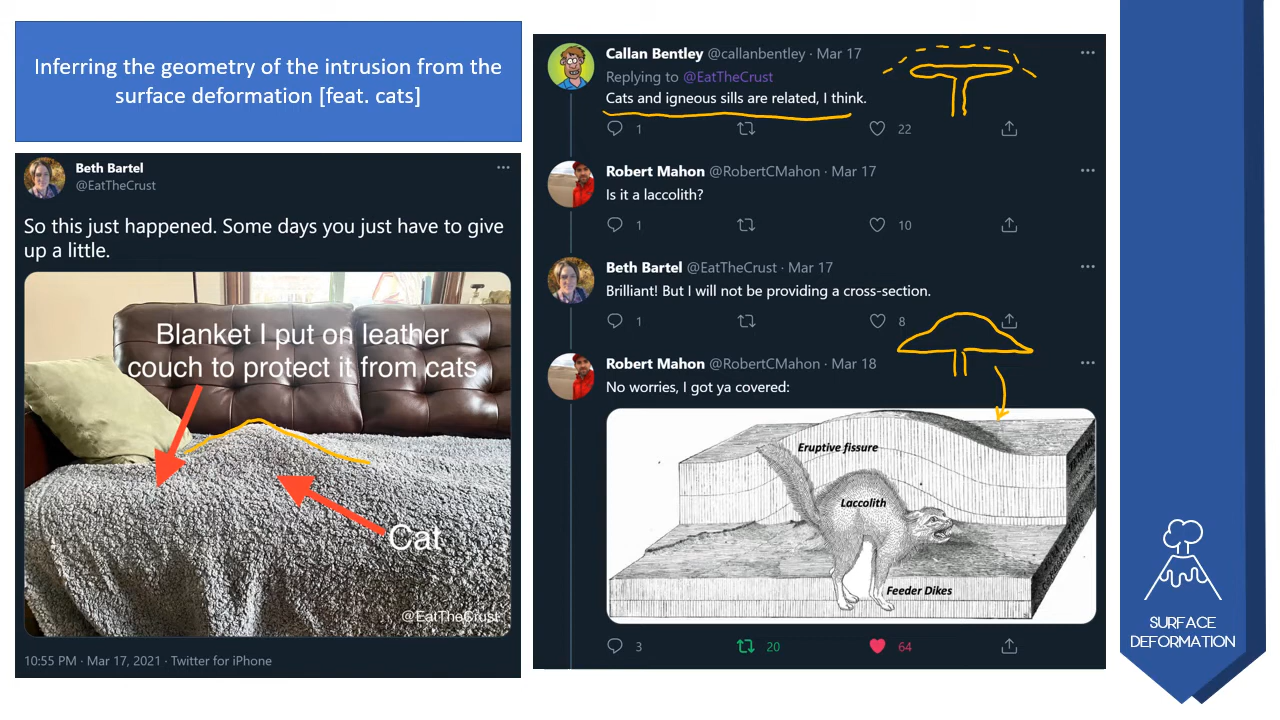 Inferring the geometry of the intrusion from the
surface deformation [feat. cats]
Beth Bartel
@EatTheCrust
So this just happened. Some days you just have to give
up a little.
Blanket I put on leather
couch to protect it from cats
Cat
@EatTheCrust
10:55 PM · Mar 17, 2021 · Twitter for iPhone
Callan Bentley @callanbentley · Mar 17
Replying to @EatTheCrust
Cats and igneous sills are related, I think.
1 22
Robert Mahon @RobertCMahon · Mar 17
Is it a laccolith?
1 10
Beth Bartel @EatTheCrust · Mar 17
Brilliant! But I will not be providing a cross-section.
1 8
Robert Mahon @RobertCMahon · Mar 18
No worries, I got ya covered:
Eruptive fissure
Laccolith
Feeder Dikes
3 20 64
SURFACE
DEFORMATION